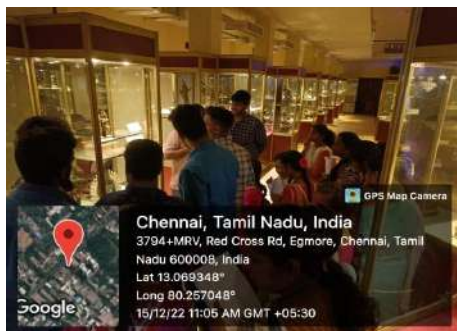 GPS Map Camera
Chennai, Tamil Nadu, India
3794+MRV, Red Cross Rd, Egmore, Chennai, Tamil
Nadu 600008, India
Lat 13.069348°
Long 80.257048°
15/12/22 11:05 AM GMT +05:30
Google